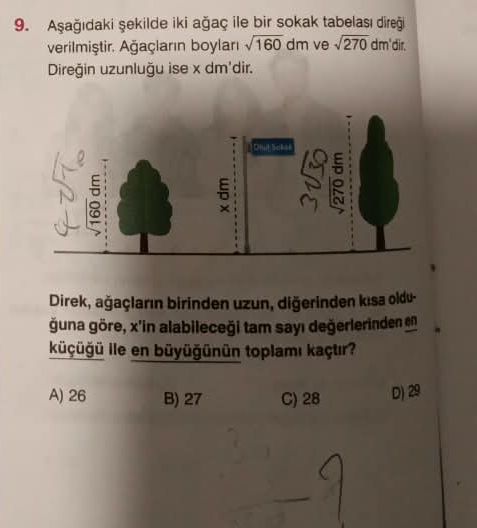 9. Aşağıdaki şekilde iki ağaç ile bir sokak tabelası direği
verilmiştir. Ağaçların boyları √160 dm ve √270 dm'dir.
Direğin uzunluğu ise x dm'dir.
4√10
√160 dm
x dm
Okul Sokak
3√30
√270 dm
Direk, ağaçların birinden uzun, diğerinden kısa oldu-
ğuna göre, x'in alabileceği tam sayı değerlerinden en
küçüğü ile en büyüğünün toplamı kaçtır?
A) 26 B) 27 C) 28 D) 29